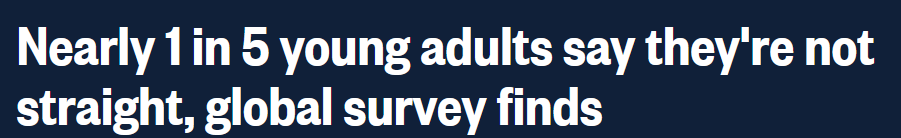 Nearly 1 in 5 young adults say they're not
straight, global survey finds